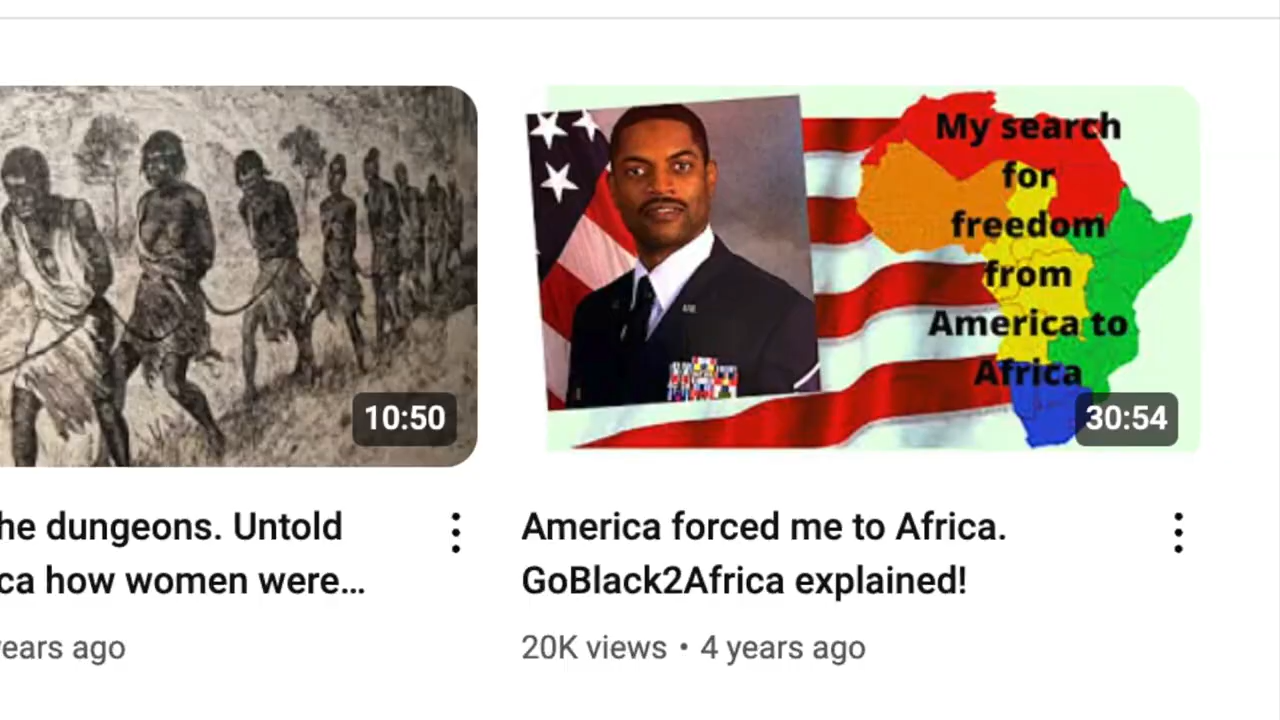 My search
for
freedom
from
America to
Africa
10:50
30:54
he dungeons. Untold
ca how women were...
ears ago
America forced me to Africa.
GoBlack2Africa explained!
20K views • 4 years ago